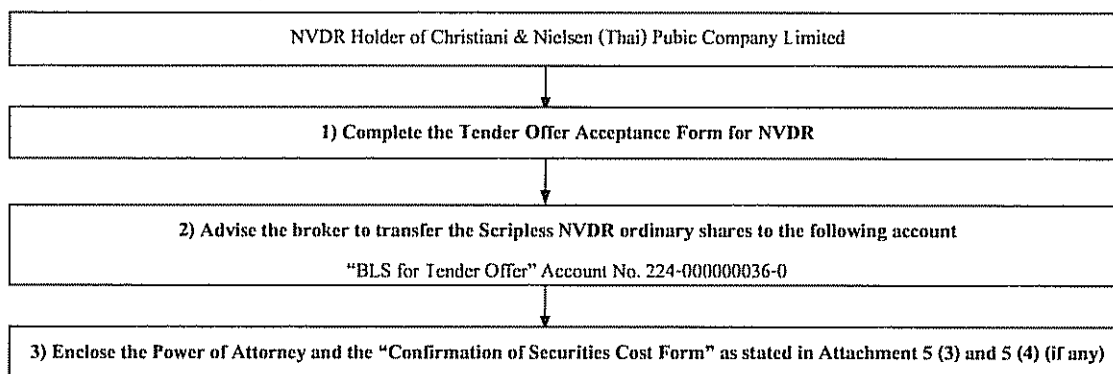 NVDR Holder of Christiani & Nielsen (Thai) Pubic Company Limited
1) Complete the Tender Offer Acceptance Form for NVDR
2) Advise the broker to transfer the Scripless NVDR ordinary shares to the following account
"BLS for Tender Offer" Account No. 224-000000036-0
3) Enclose the Power of Attorney and the "Confirmation of Securities Cost Form" as stated in Attachment 5 (3) and 5 (4) (if any)